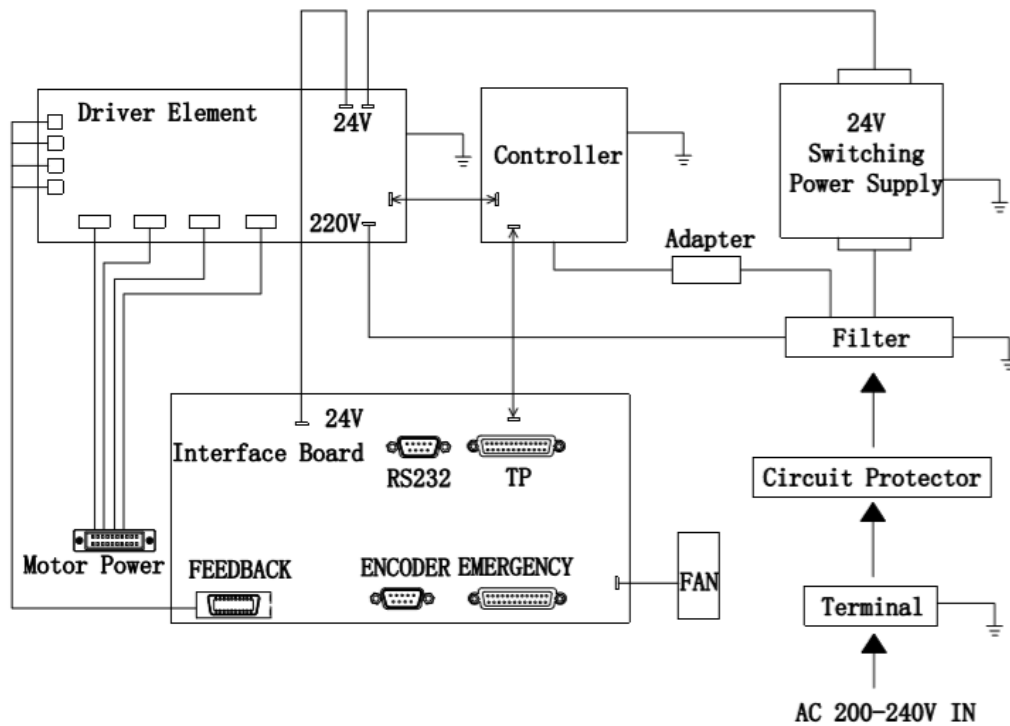 Driver Element
24V
220V
Controller
24V
Switching
Power Supply
Adapter
Filter
24V
Interface Board
RS232
TP
Circuit Protector
Motor Power
FEEDBACK
ENCODER
EMERGENCY
FAN
Terminal
AC 200-240V IN